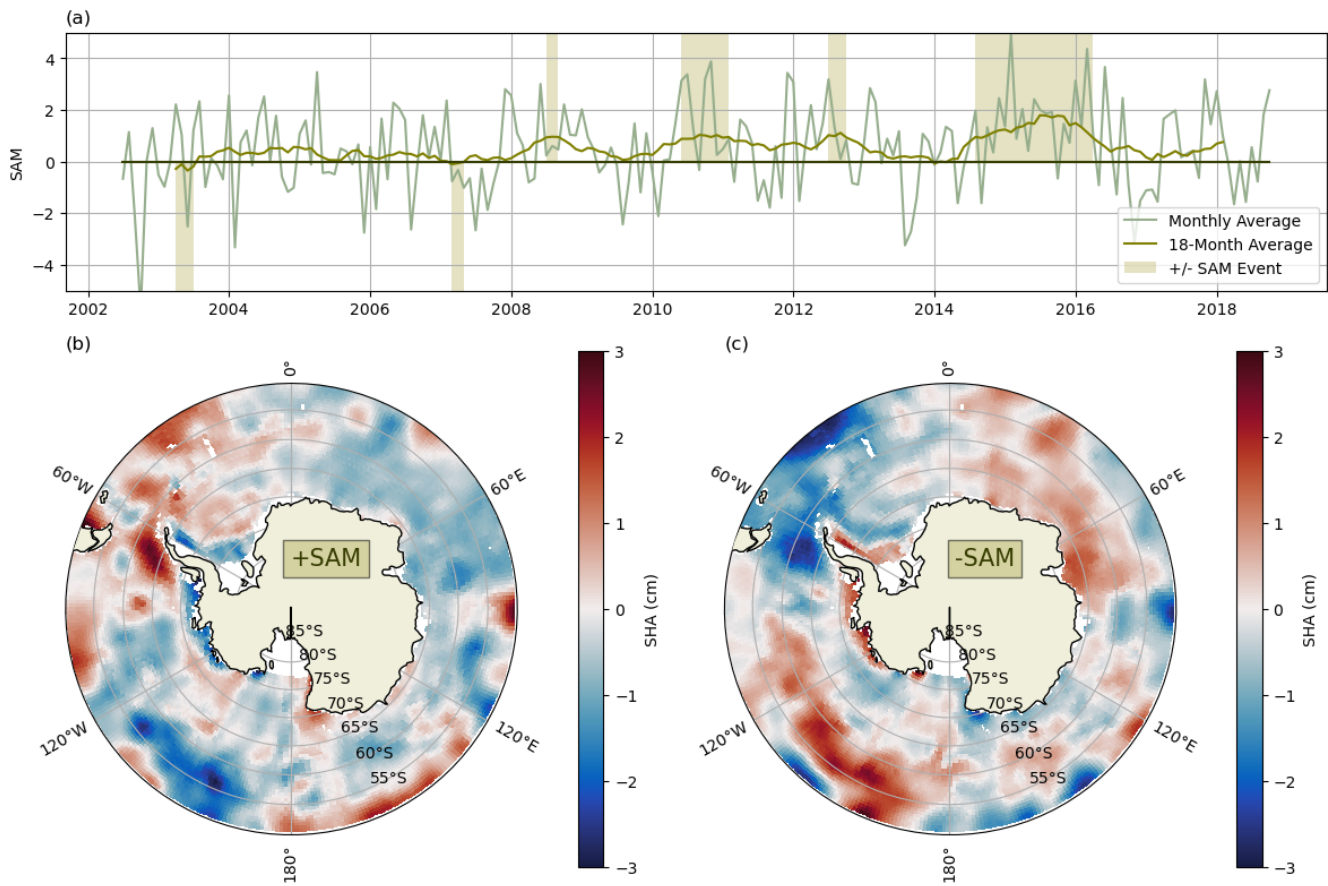 (a)
SAM
4
2
0
−2
−4
Monthly Average
18-Month Average
+/- SAM Event
2002 2004 2006 2008 2010 2012 2014 2016 2018
(b)
0°
60°E
120°E
180°
120°W
60°W
+SAM
85°S
80°S
75°S
70°S
65°S
60°S
55°S
3
2
1
0
−1
−2
−3
SHA (cm)
(c)
0°
60°E
120°E
180°
120°W
60°W
-SAM
85°S
80°S
75°S
70°S
65°S
60°S
55°S
3
2
1
0
−1
−2
−3
SHA (cm)